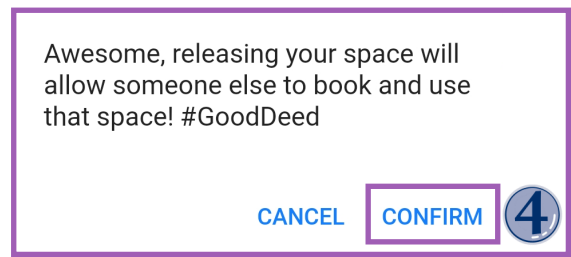 Awesome, releasing your space will
allow someone else to book and use
that space! #GoodDeed
CANCEL CONFIRM 4